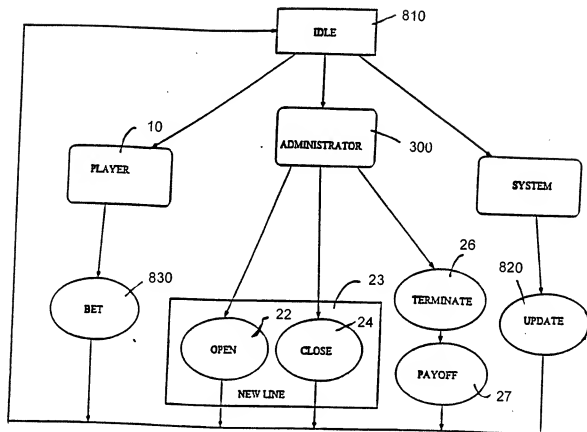 IDLE
810
10
PLAYER
ADMINISTRATOR
300
SYSTEM
830
BET
23
22
24
OPEN
CLOSE
NEW LINE
26
TERMINATE
PAYOFF
27
820
UPDATE